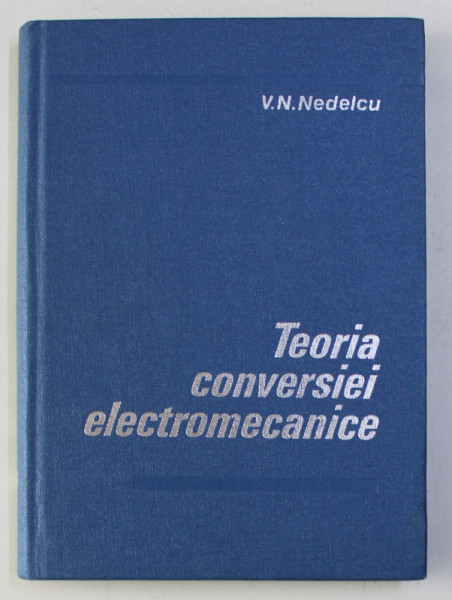 V.N.Nedelcu
Teoria
conversiei
electromecanice